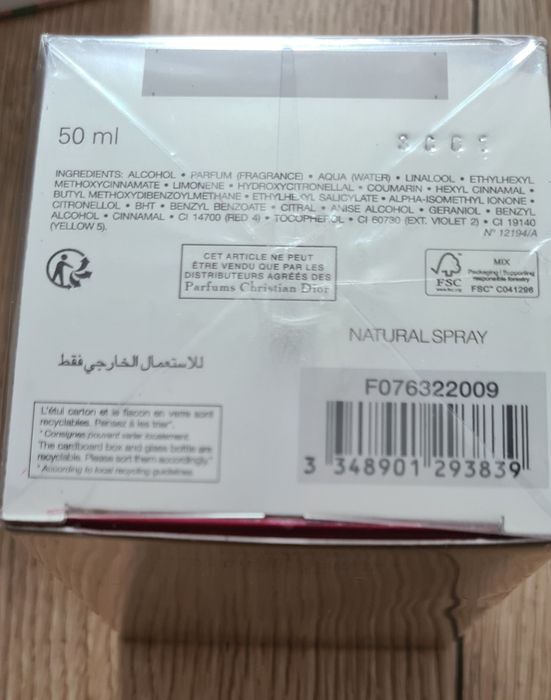 50 ml
INGREDIENTS: ALCOHOL • PARFUM (FRAGRANCE) • AQUA (WATER) • LINALOOL • ETHYLHEXYL
METHOXYCINNAMATE • LIMONENE • HYDROXYCITRONELLAL • COUMARIN • HEXYL CINNAMAL •
BUTYL METHOXYDIBENZOYLMETHANE • ETHYLHEXYL SALICYLATE • ALPHA-ISOMETHYL IONONE •
CITRONELLOL • BHT • BENZYL BENZOATE • CITRAL • ANISE ALCOHOL • GERANIOL • BENZYL
ALCOHOL • CINNAMAL • CI 14700 (RED 4) • TOCOPHEROL • CI 60730 (EXT. VIOLET 2) • CI 19140
(YELLOW 5).
N° 12194/A
CET ARTICLE NE PEUT
ÊTRE VENDU QUE PAR LES
DISTRIBUTEURS AGRÉÉS DES
Parfums Christian Dior
FSC
www.fsc.org
MIX
Packaging | Supporting
responsible forestry
FSC™ C041296
NATURAL SPRAY
للاستعمال الخارجي فقط
L'étui carton et le flacon en verre sont
recyclables. Pensez à les trier*.
*Consignes pouvant varier localement.
The cardboard box and glass bottle are
recyclable. Please sort them accordingly*
*According to local recycling guidelines.
F076322009
3 348901 293839